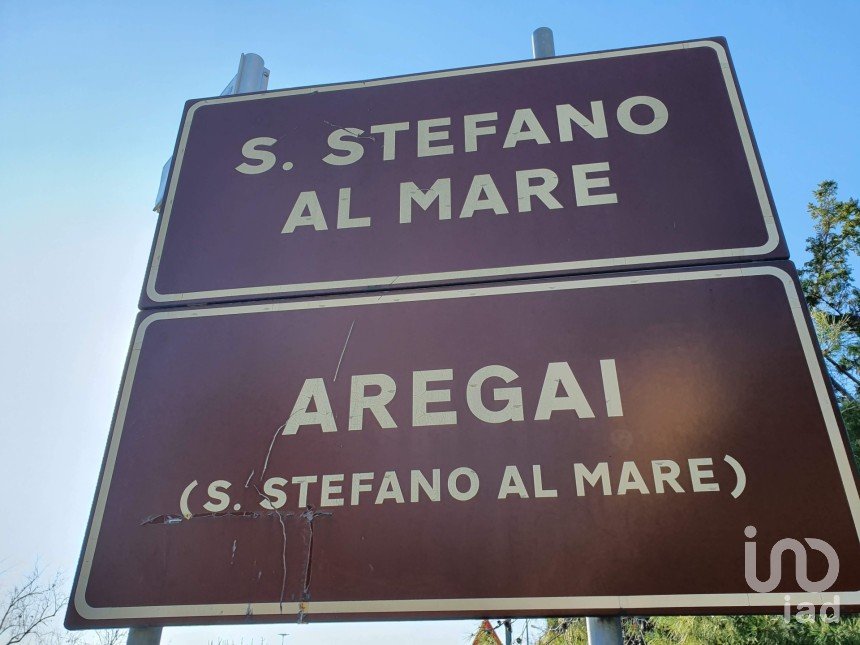 S. STEFANO
AL MARE
AREGAI
(S. STEFANO AL MARE)
iad